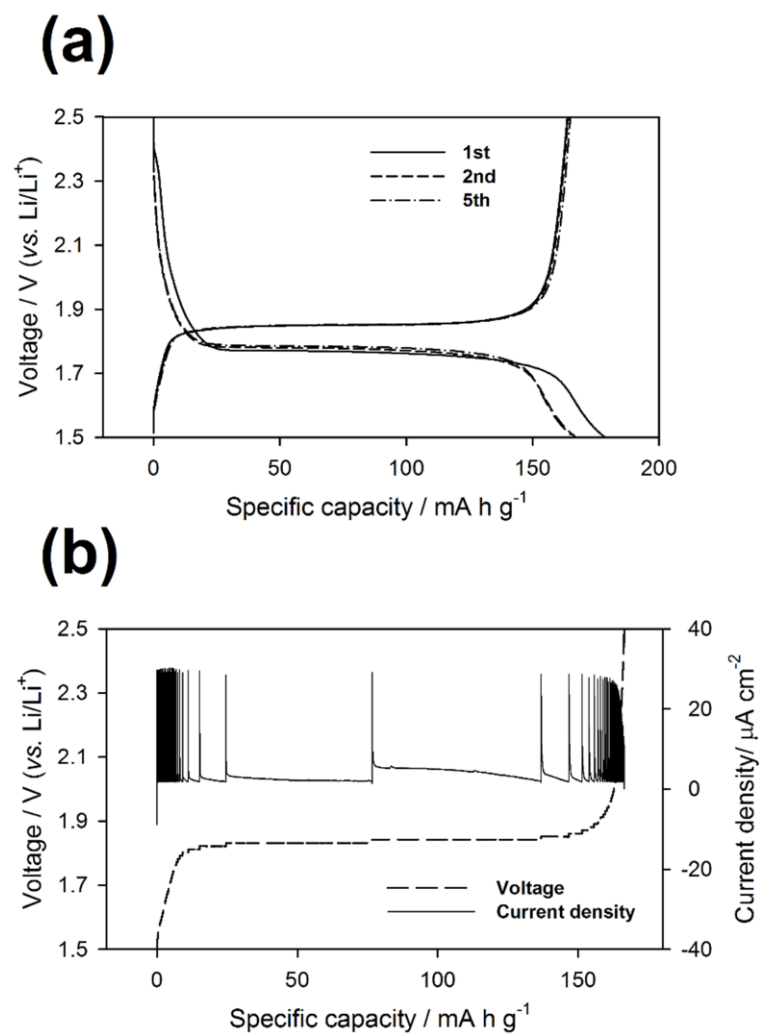 (a)
2.5
2.3
2.1
1.9
1.7
1.5
Voltage / V (vs. Li/Li⁺)
1st
2nd
5th
0 50 100 150 200
Specific capacity / mA h g⁻¹
(b)
2.5
2.3
2.1
1.9
1.7
1.5
Voltage / V (vs. Li/Li⁺)
40
20
0
-20
-40
Current density/ μA cm⁻²
Voltage
Current density
0 50 100 150
Specific capacity / mA h g⁻¹